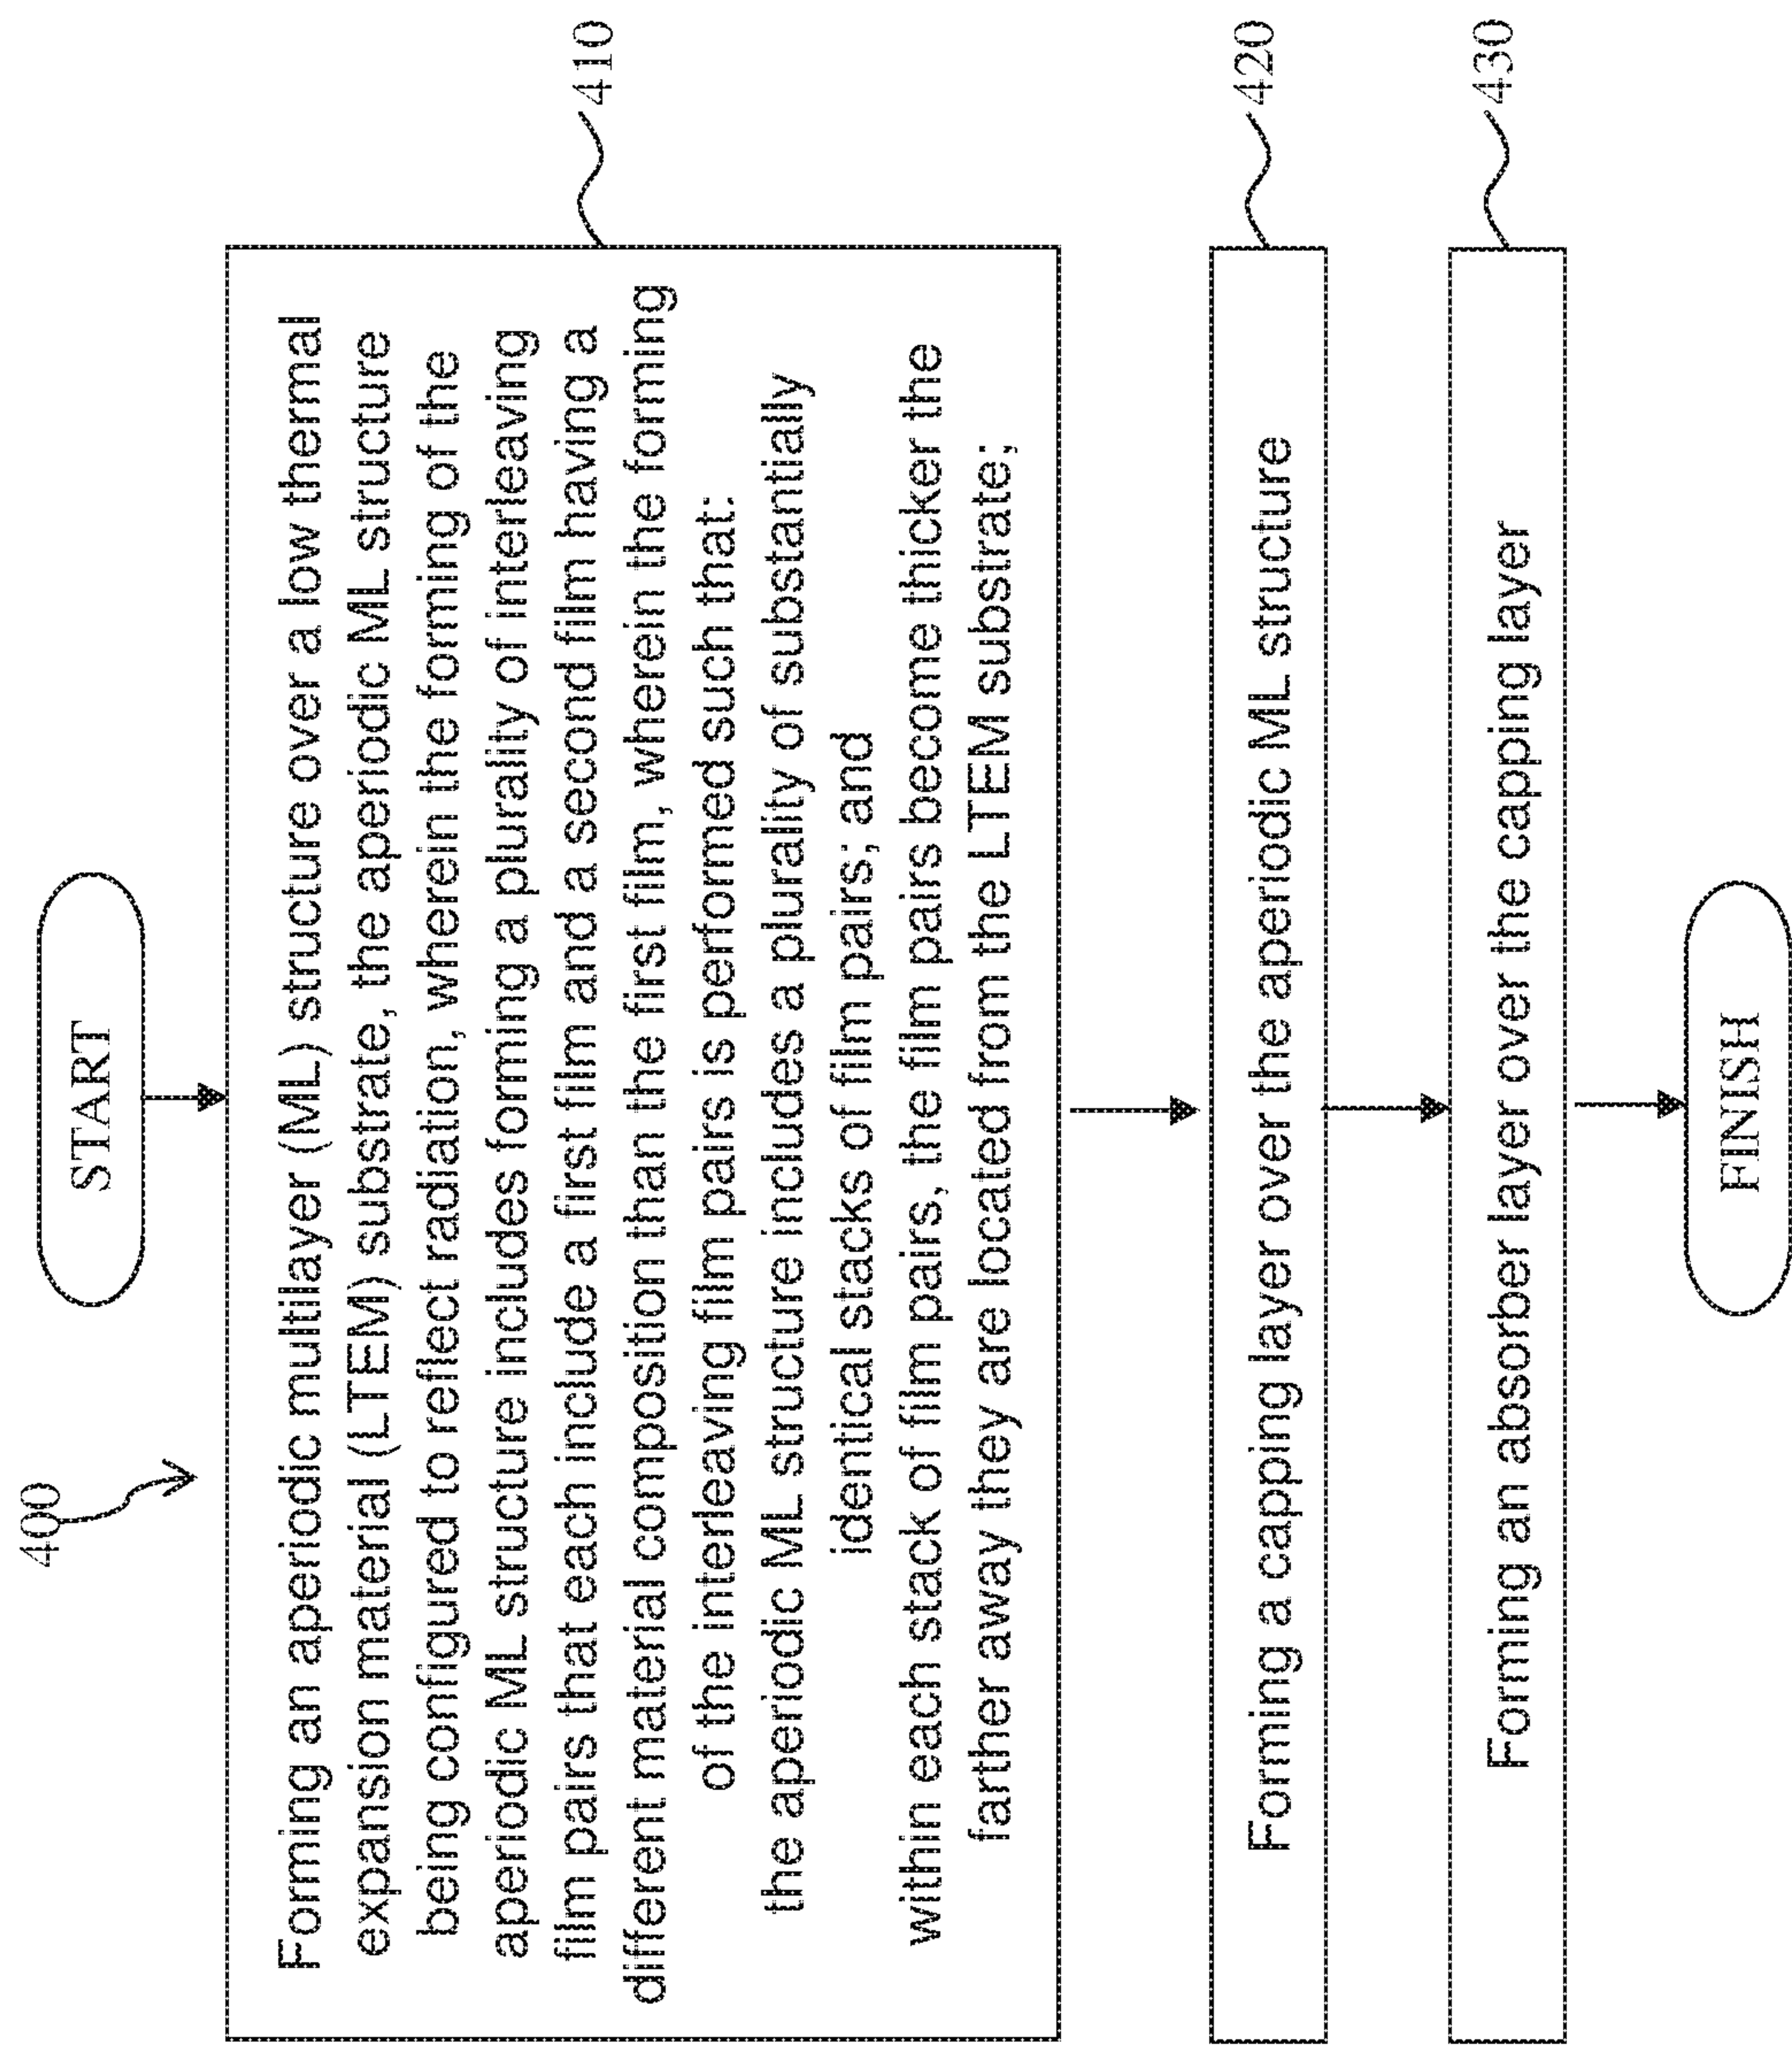 400
START
Forming an aperiodic multilayer (ML) structure over a low thermal
expansion material (LTEM) substrate, the aperiodic ML structure
being configured to reflect radiation, wherein the forming of the
aperiodic ML structure includes forming a plurality of interleaving
film pairs that each include a first film and a second film having a
different material composition than the first film, wherein the forming
of the interleaving film pairs is performed such that:
the aperiodic ML structure includes a plurality of substantially
identical stacks of film pairs; and
within each stack of film pairs, the film pairs become thicker the
farther away they are located from the LTEM substrate;
410
Forming a capping layer over the aperiodic ML structure
420
Forming an absorber layer over the capping layer
430
FINISH